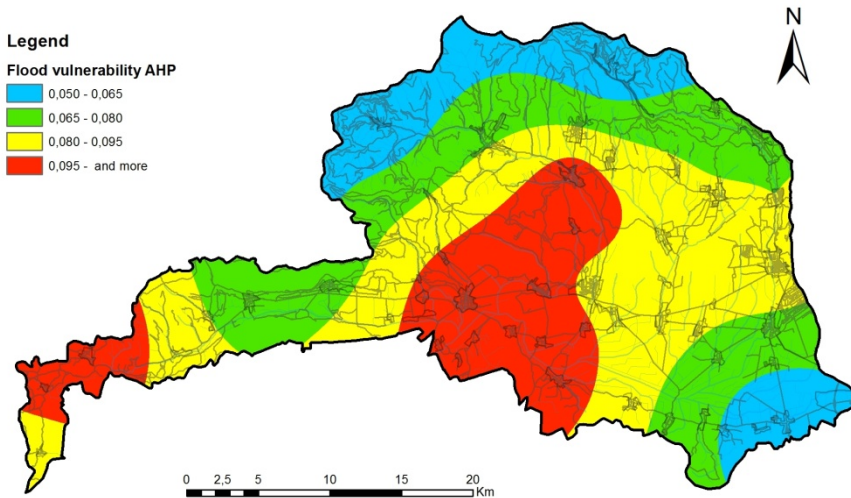 N
Legend
Flood vulnerability AHP
0,050 - 0,065
0,065 - 0,080
0,080 - 0,095
0,095 - and more
0 2,5 5 10 15 20
Km